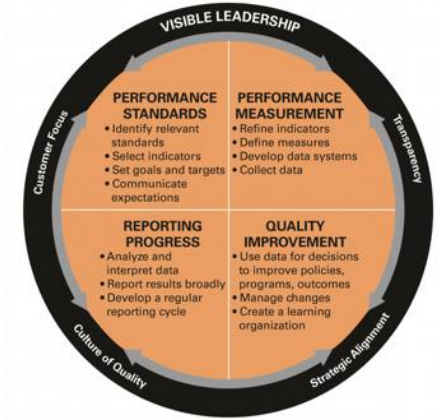 VISIBLE LEADERSHIP
PERFORMANCE
STANDARDS
• Identify relevant
standards
• Select indicators
• Set goals and targets
• Communicate
expectations
PERFORMANCE
MEASUREMENT
• Refine indicators
• Define measures
• Develop data systems
• Collect data
Customer Focus
Transparency
REPORTING
PROGRESS
• Analyze and
interpret data
• Report results broadly
• Develop a regular
reporting cycle
QUALITY
IMPROVEMENT
• Use data for decisions
to improve policies,
programs, outcomes
• Manage changes
• Create a learning
organization
Culture of Quality
Strategic Alignment